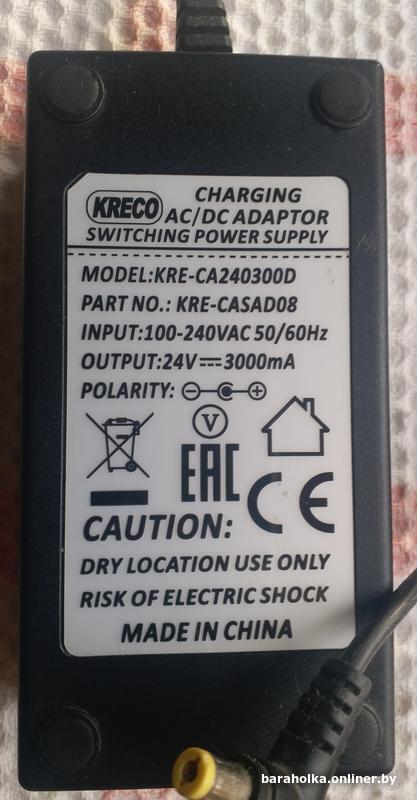 KRECO
CHARGING
AC/DC ADAPTOR
SWITCHING POWER SUPPLY
MODEL:KRE-CA240300D
PART NO.: KRE-CASAD08
INPUT:100-240VAC 50/60Hz
OUTPUT:24V⎓3000mA
POLARITY:
V
EAC
CE
CAUTION:
DRY LOCATION USE ONLY
RISK OF ELECTRIC SHOCK
MADE IN CHINA
baraholka.onliner.by